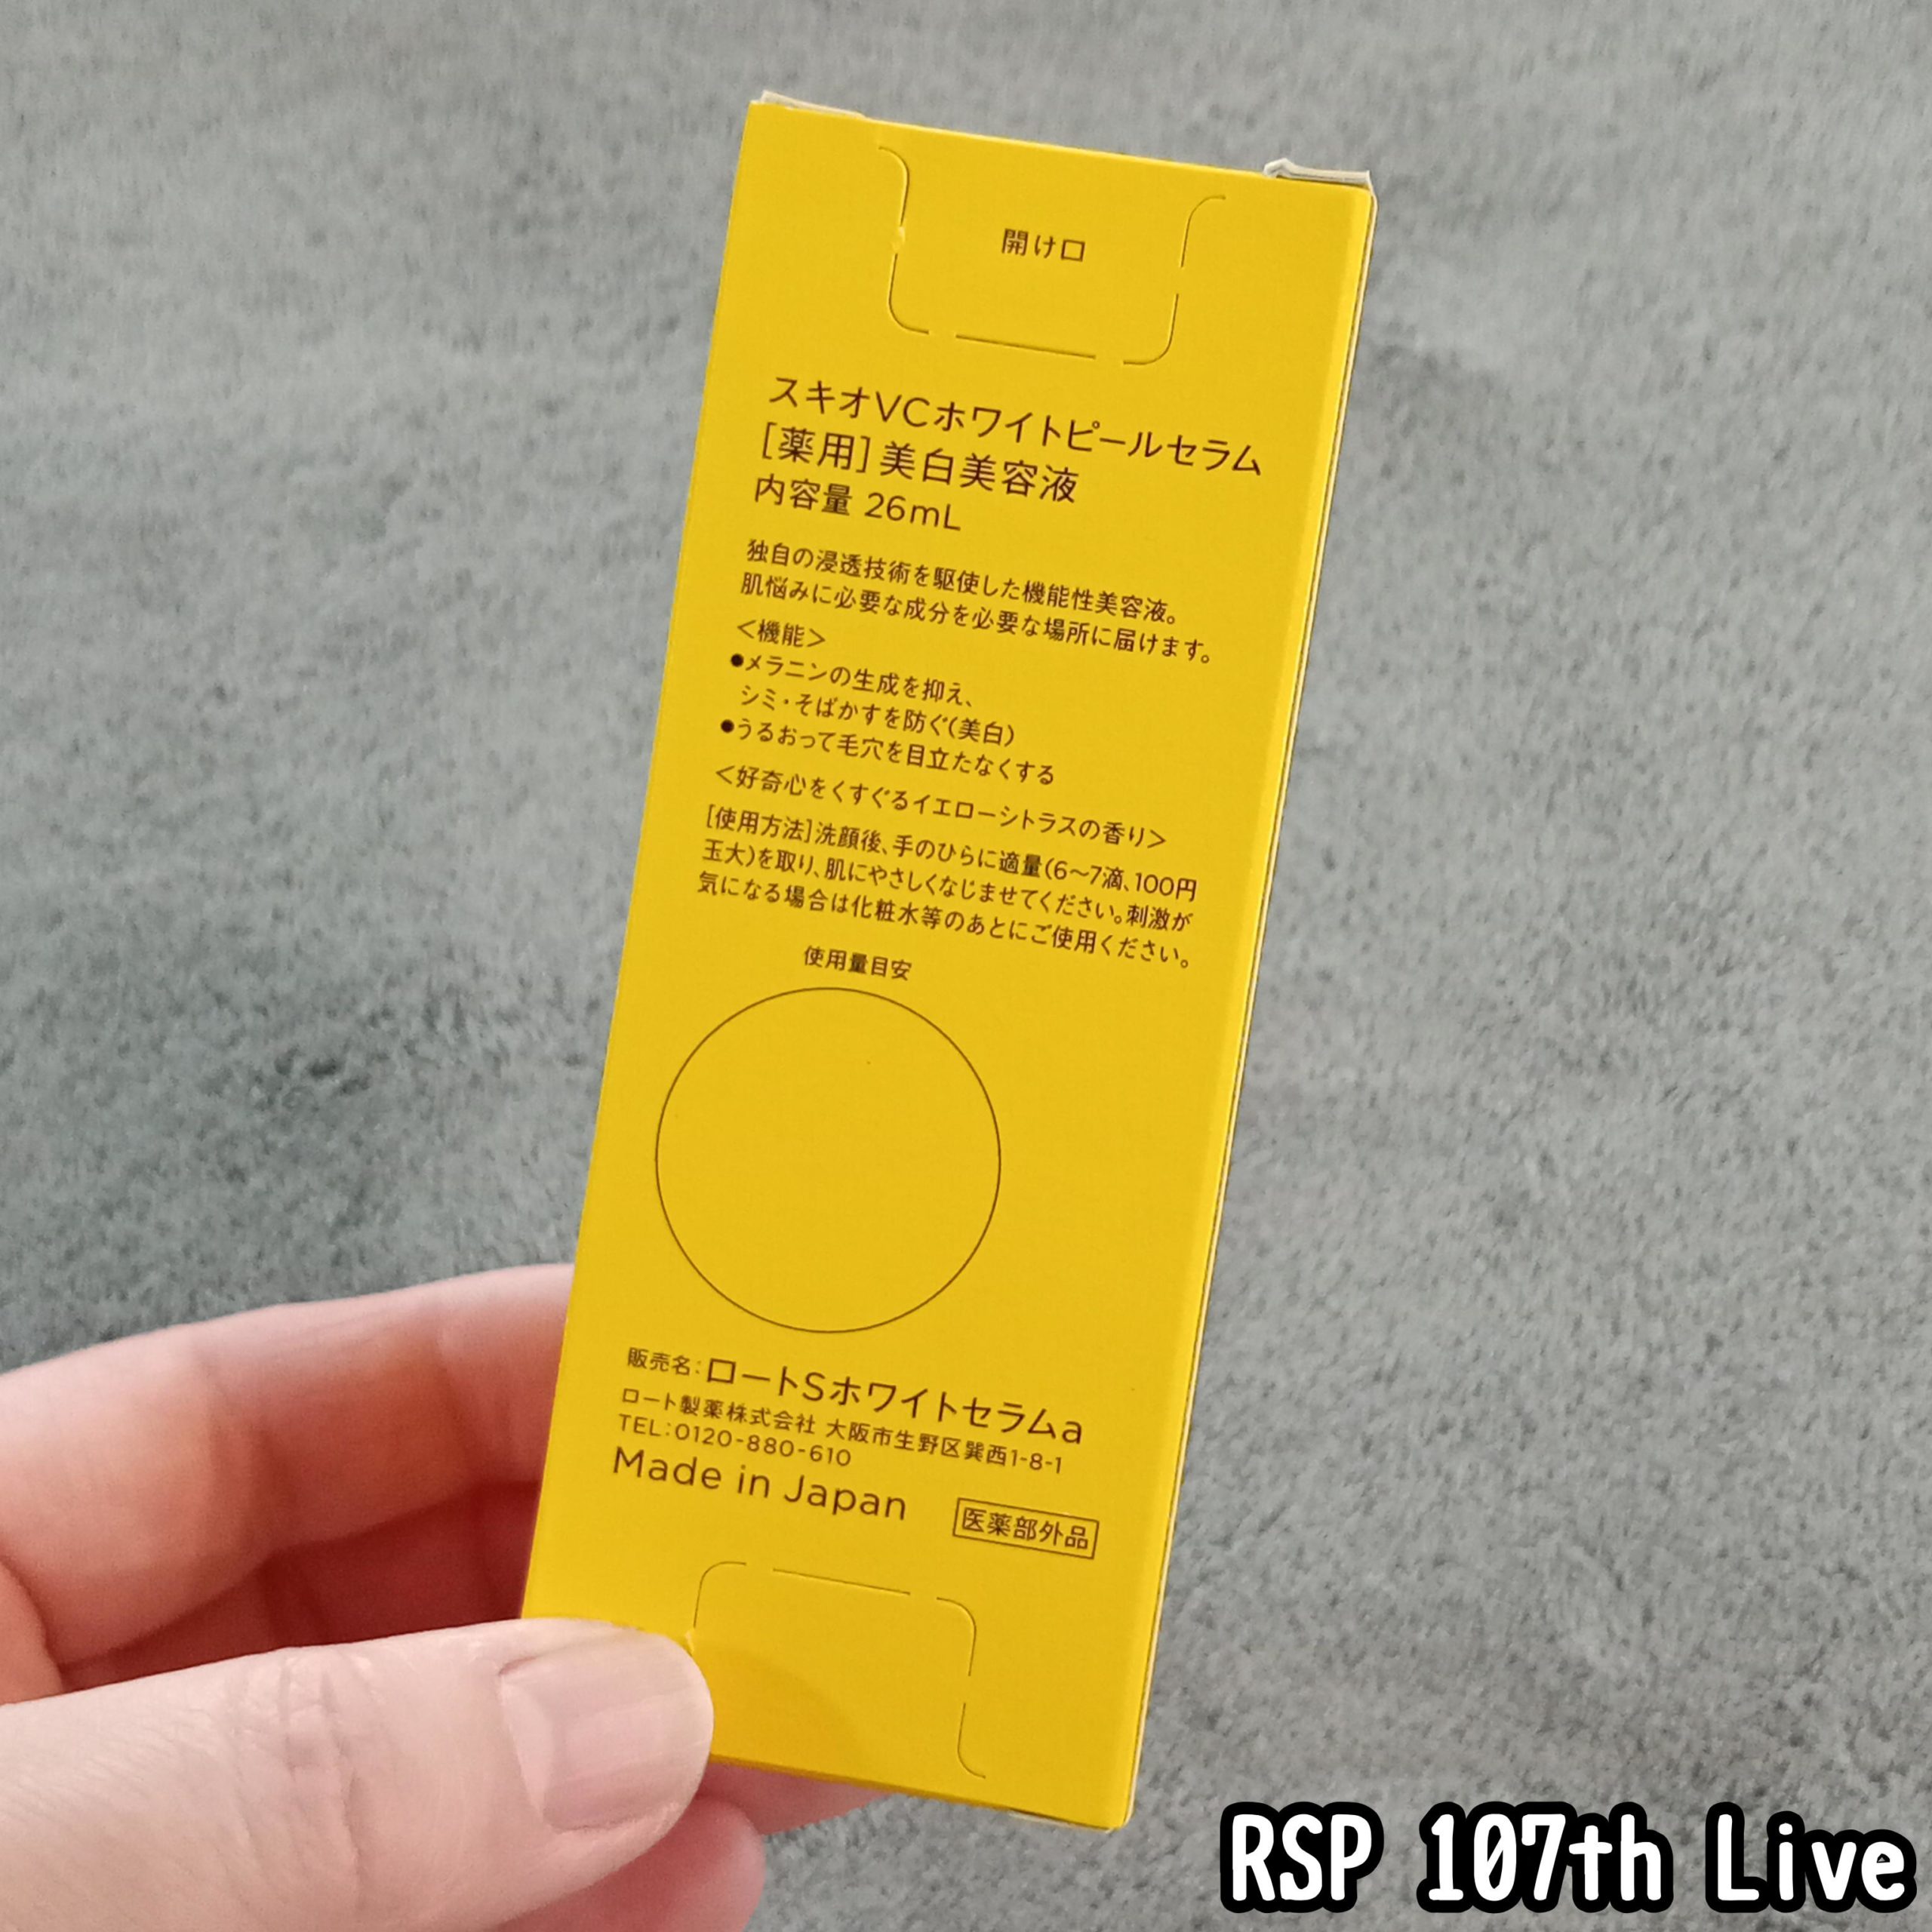 開け口
スキオVCホワイトピールセラム
[薬用]美白美容液
内容量 26mL
独自の浸透技術を駆使した機能性美容液。
肌悩みに必要な成分を必要な場所に届けます。
＜機能＞
●メラニンの生成を抑え、
シミ・そばかすを防ぐ(美白)
●うるおって毛穴を目立たなくする
＜好奇心をくすぐるイエローシトラスの香り＞
[使用方法]洗顔後、手のひらに適量(6〜7滴、100円
玉大)を取り、肌にやさしくなじませてください。刺激が
気になる場合は化粧水等のあとにご使用ください。
使用量目安
販売名:ロートSホワイトセラムa
ロート製薬株式会社 大阪市生野区巽西1-8-1
TEL:0120-880-610
Made in Japan 医薬部外品
RSP 107th Live